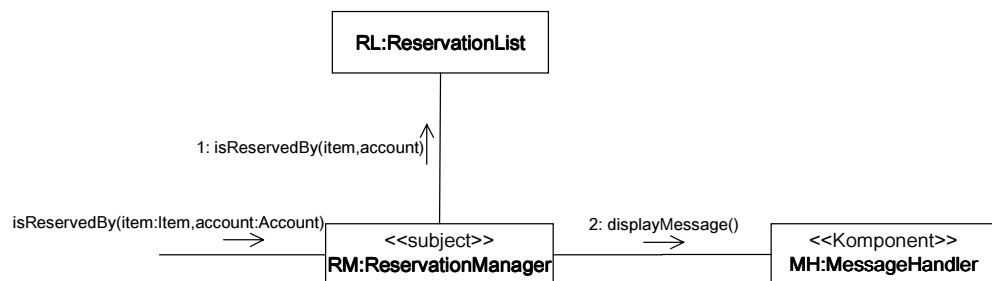 RL:ReservationList
1: isReservedBy(item,account)
isReservedBy(item:Item,account:Account)
<<subject>>
RM:ReservationManager
2: displayMessage()
<<Komponent>>
MH:MessageHandler